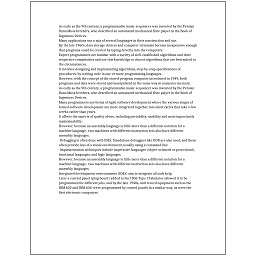 As early as the 9th century, a programmable music sequencer was invented by the Persian
Banu Musa brothers, who described an automated mechanical flute player in the Book of
Ingenious Devices.
Many applications use a mix of several languages in their construction and use.
By the late 1960s, data storage devices and computer terminals became inexpensive enough
that programs could be created by typing directly into the computers.
Expert programmers are familiar with a variety of well-established algorithms and their
respective complexities and use this knowledge to choose algorithms that are best suited to
the circumstances.
It involves designing and implementing algorithms, step-by-step specifications of
procedures, by writing code in one or more programming languages.
However, with the concept of the stored-program computer introduced in 1949, both
programs and data were stored and manipulated in the same way in computer memory.
As early as the 9th century, a programmable music sequencer was invented by the Persian
Banu Musa brothers, who described an automated mechanical flute player in the Book of
Ingenious Devices.
Many programmers use forms of Agile software development where the various stages of
formal software development are more integrated together into short cycles that take a few
weeks rather than years.
It affects the aspects of quality above, including portability, usability and most importantly
maintainability.
However, because an assembly language is little more than a different notation for a
machine language, two machines with different instruction sets also have different
assembly languages.
Debugging is often done with IDEs. Standalone debuggers like GDB are also used, and these
often provide less of a visual environment, usually using a command line.
Implementation techniques include imperative languages (object-oriented or procedural),
functional languages, and logic languages.
However, because an assembly language is little more than a different notation for a
machine language, two machines with different instruction sets also have different
assembly languages.
Integrated development environments (IDEs) aim to integrate all such help.
Later a control panel (plug board) added to his 1906 Type I Tabulator allowed it to be
programmed for different jobs, and by the late 1940s, unit record equipment such as the
IBM 602 and IBM 604, were programmed by control panels in a similar way, as were the
first electronic computers.